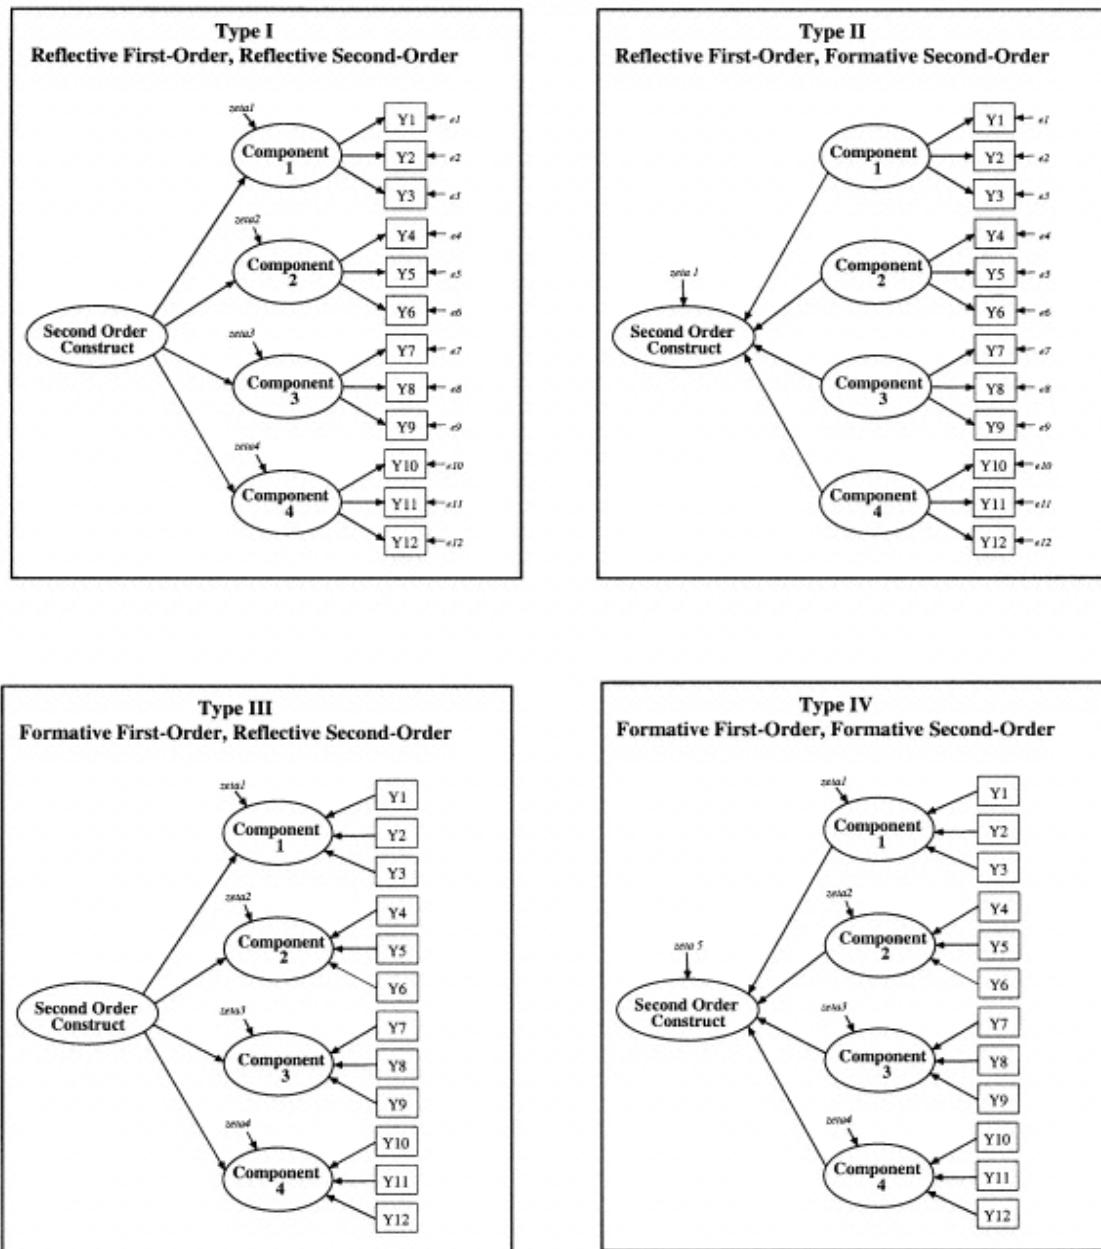 Type I
Reflective First-Order, Reflective Second-Order
zeta1
Component
1
Y1
e1
Y2
e2
Y3
e3
zeta2
Component
2
Y4
e4
Y5
e5
Y6
e6
Second Order
Construct
zeta3
Component
3
Y7
e7
Y8
e8
Y9
e9
zeta4
Component
4
Y10
e10
Y11
e11
Y12
e12
Type II
Reflective First-Order, Formative Second-Order
Component
1
Y1
e1
Y2
e2
Y3
e3
Component
2
Y4
e4
Y5
e5
Y6
e6
zeta 1
Second Order
Construct
Component
3
Y7
e7
Y8
e8
Y9
e9
Component
4
Y10
e10
Y11
e11
Y12
e12
Type III
Formative First-Order, Reflective Second-Order
zeta1
Component
1
Y1
Y2
Y3
zeta2
Component
2
Y4
Y5
Y6
Second Order
Construct
zeta3
Component
3
Y7
Y8
Y9
zeta4
Component
4
Y10
Y11
Y12
Type IV
Formative First-Order, Formative Second-Order
zeta1
Component
1
Y1
Y2
Y3
zeta2
Component
2
Y4
Y5
Y6
zeta 5
Second Order
Construct
zeta3
Component
3
Y7
Y8
Y9
zeta4
Component
4
Y10
Y11
Y12